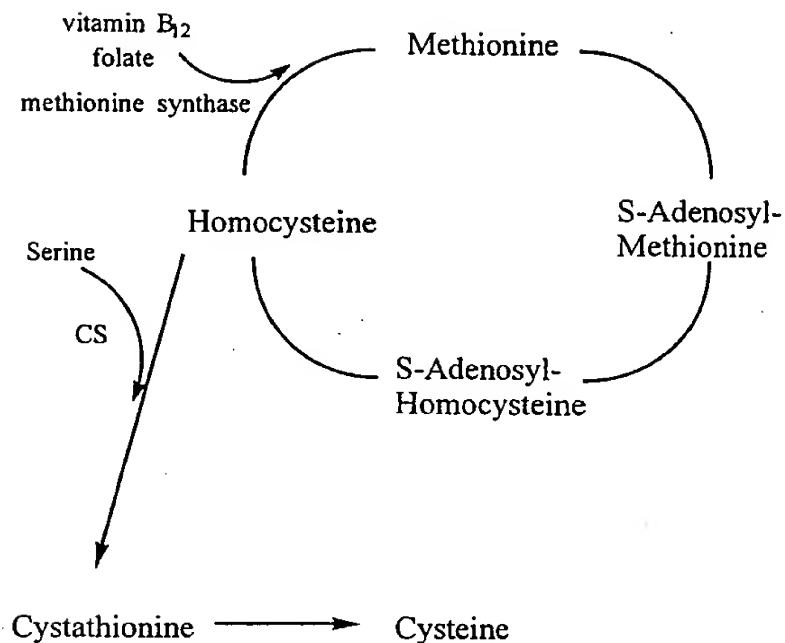 vitamin B12
folate
methionine synthase
Methionine
Homocysteine
S-Adenosyl-
Methionine
Serine
CS
S-Adenosyl-
Homocysteine
Cystathionine
Cysteine